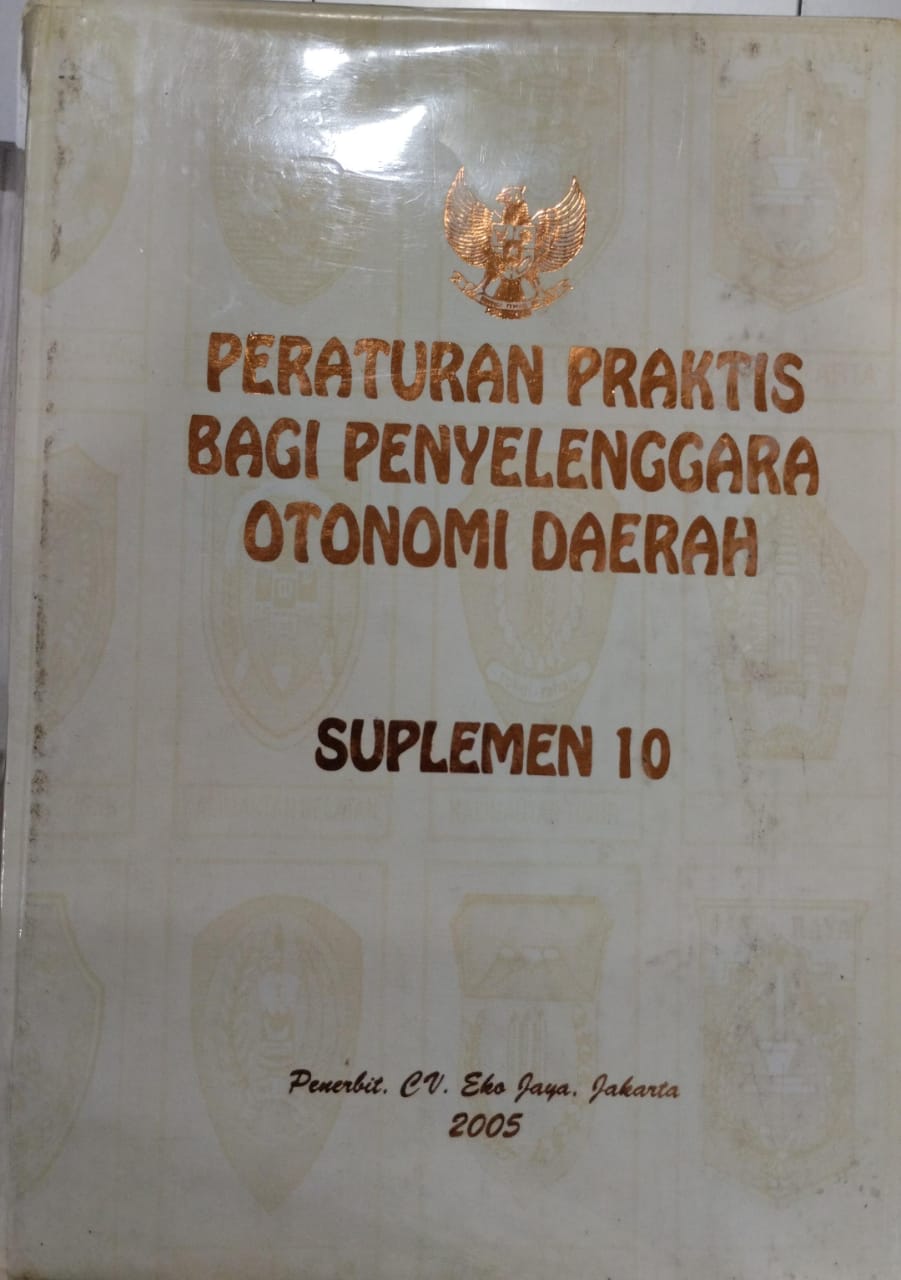 PERATURAN PRAKTIS
BAGI PENYELENGGARA
OTONOMI DAERAH
SUPLEMEN 10
Penerbit. CV. Eko Jaya. Jakarta
2005